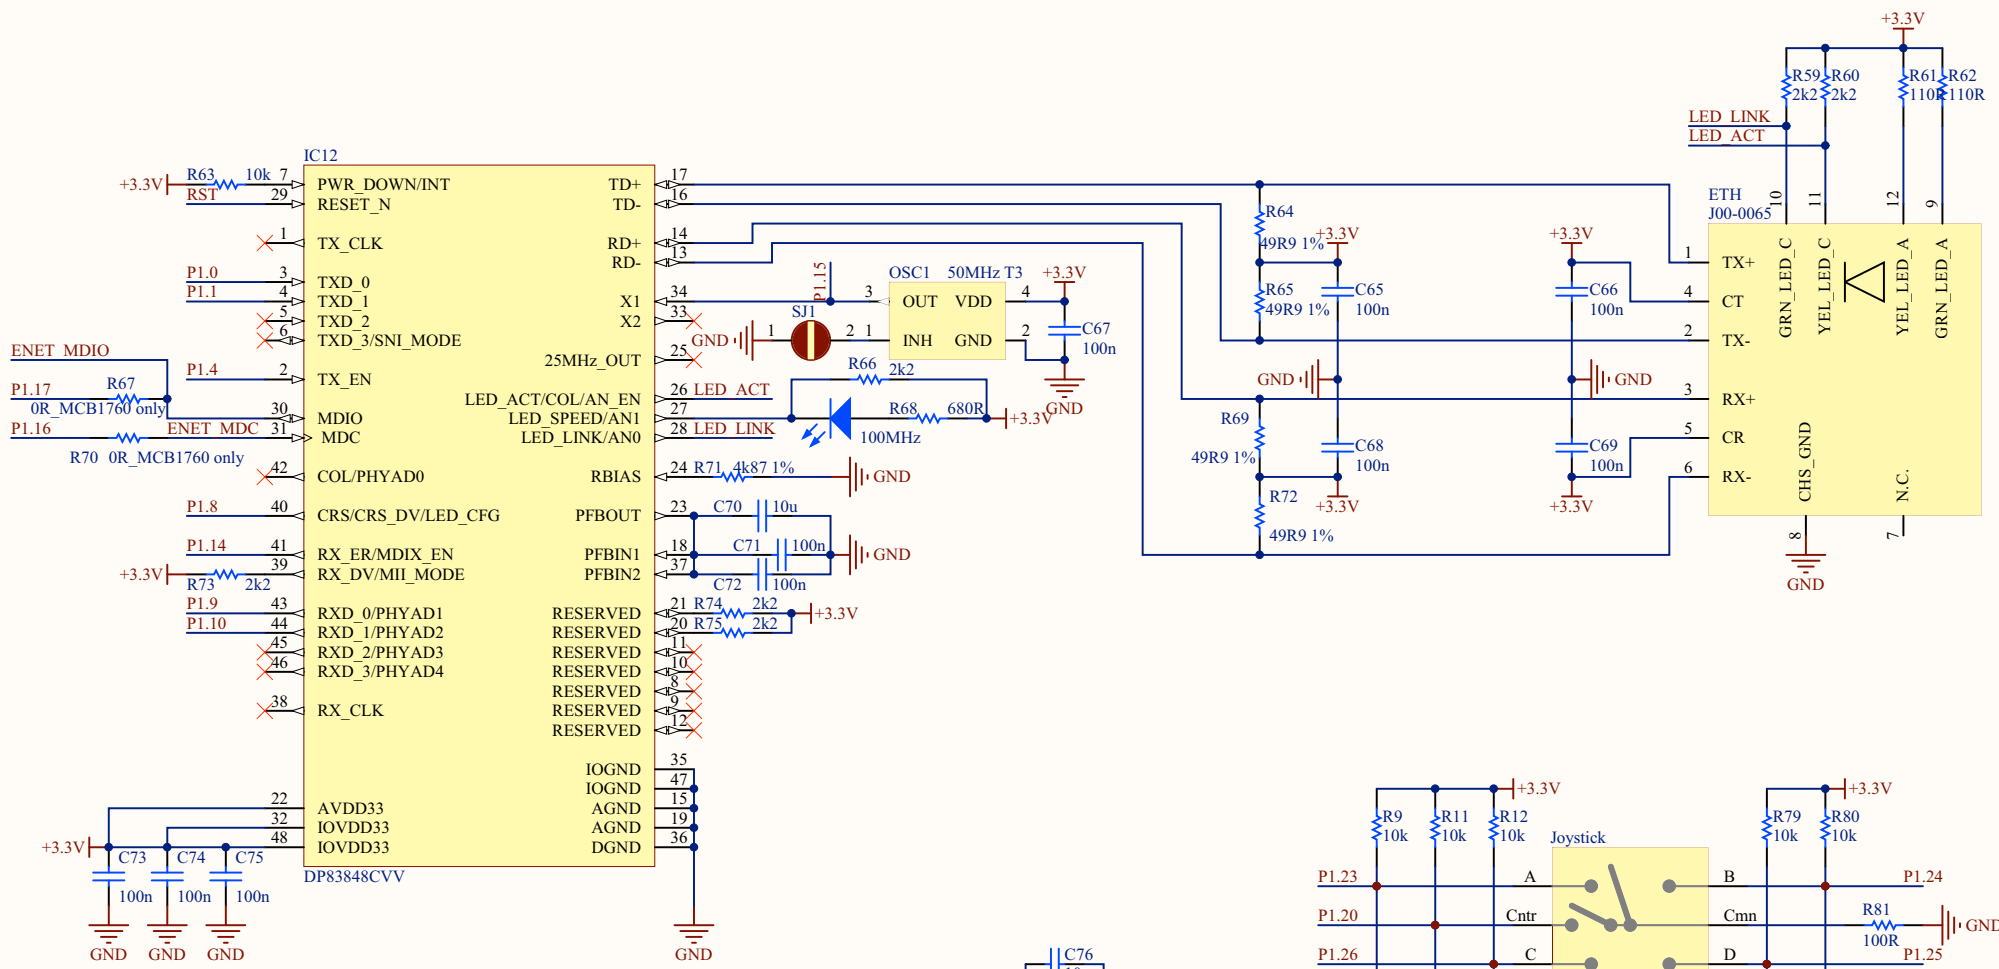 +3.3V
R59
2k2
R60
2k2
R61
110R
R62
110R
LED_LINK
LED_ACT
ETH
J00-0065
10
11
12
9
GRN_LED_C
YEL_LED_C
YEL_LED_A
GRN_LED_A
1 TX+
4 CT
2 TX-
3 RX+
5 CR
6 RX-
CHS_GND
N.C.
8
7
GND
IC12
+3.3V R63 10k 7 PWR_DOWN/INT
RST 29 RESET_N
1 TX_CLK
P1.0 3 TXD_0
P1.1 4 TXD_1
5 TXD_2
6 TXD_3/SNI_MODE
ENET_MDIO
P1.4 2 TX_EN
P1.17 R67
0R_MCB1760 only
30 MDIO
P1.16 ENET_MDC 31 MDC
R70 0R_MCB1760 only
42 COL/PHYAD0
P1.8 40 CRS/CRS_DV/LED_CFG
P1.14 41 RX_ER/MDIX_EN
+3.3V R73 2k2 39 RX_DV/MII_MODE
P1.9 43 RXD_0/PHYAD1
P1.10 44 RXD_1/PHYAD2
45 RXD_2/PHYAD3
46 RXD_3/PHYAD4
38 RX_CLK
22 AVDD33
32 IOVDD33
+3.3V 48 IOVDD33
C73 100n
C74 100n
C75 100n
GND GND GND
DP83848CVV
TD+ 17
TD- 16
RD+ 14
RD- 13
X1 34
X2 33
25MHz_OUT 25
LED_ACT/COL/AN_EN 26 LED_ACT
LED_SPEED/AN1 27
LED_LINK/AN0 28 LED_LINK
RBIAS 24 R71 4k87 1% GND
PFBOUT 23 C70 10u
PFBIN1 18 C71 100n GND
PFBIN2 37 C72 100n
RESERVED 21 R74 2k2 +3.3V
RESERVED 20 R75 2k2
RESERVED 11
RESERVED 10
RESERVED 8
RESERVED 9
RESERVED 12
IOGND 35
IOGND 47
AGND 15
AGND 19
DGND 36
GND
P1.15
OSC1 50MHz T3
3 OUT VDD 4
1 INH GND 2
+3.3V
C67
100n
GND
SJ1
GND 1 2
R66 2k2
R68 680R
+3.3V
100MHz
R64
49R9 1%
R65
49R9 1%
+3.3V
C65
100n
GND
R69
49R9 1%
C68
100n
R72
49R9 1%
+3.3V
+3.3V
C66
100n
GND
C69
100n
+3.3V
C76
R9
10k
R11
10k
R12
10k
+3.3V
R79
10k
R80
10k
+3.3V
Joystick
P1.23 A B P1.24
P1.20 Cntr Cmn R81 100R GND
P1.26 C D P1.25